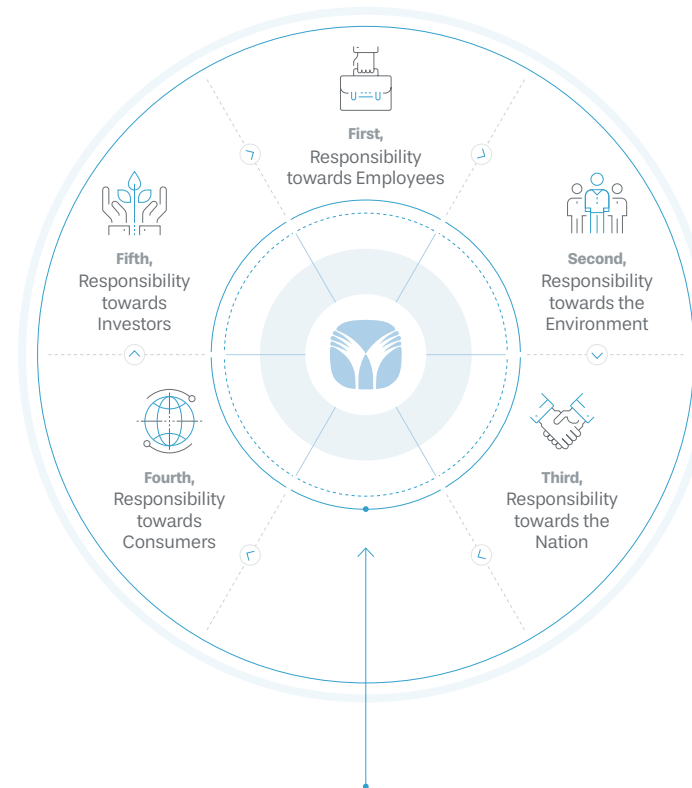 First,
Responsibility
towards Employees
Second,
Responsibility
towards the
Environment
Third,
Responsibility
towards the
Nation
Fourth,
Responsibility
towards
Consumers
Fifth,
Responsibility
towards
Investors